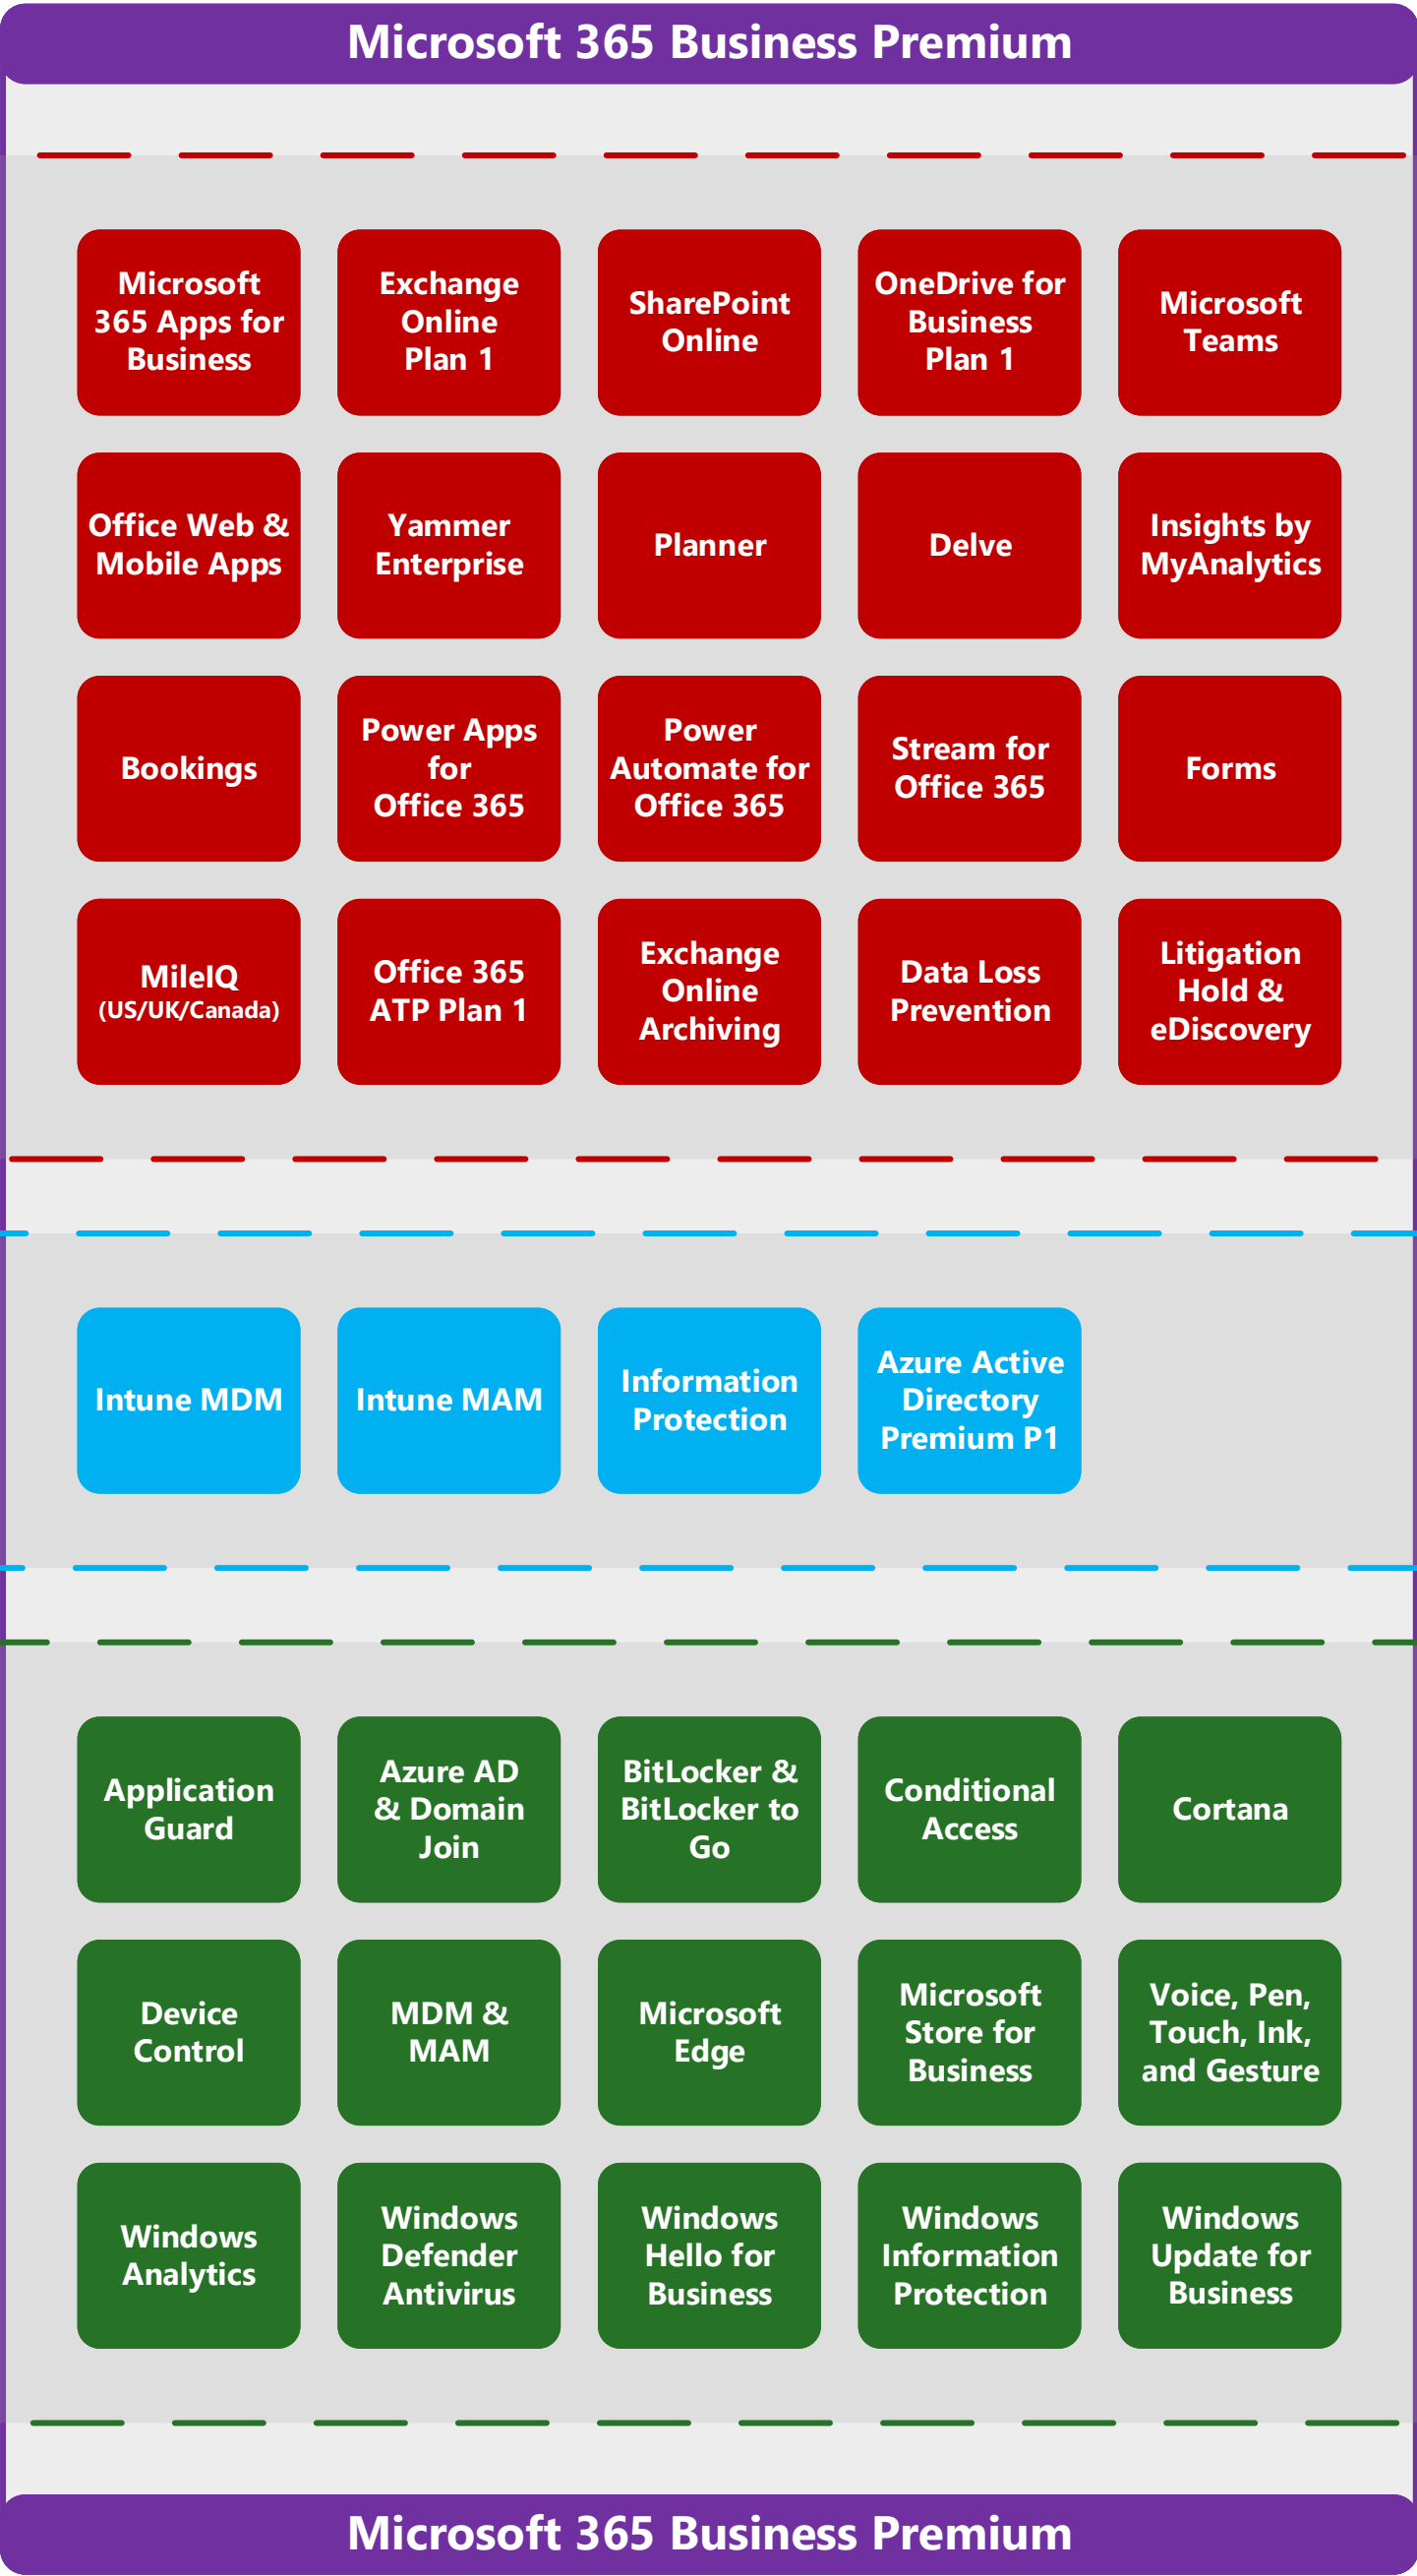 Microsoft 365 Business Premium
Microsoft
365 Apps for
Business
Exchange
Online
Plan 1
SharePoint
Online
OneDrive for
Business
Plan 1
Microsoft
Teams
Office Web &
Mobile Apps
Yammer
Enterprise
Planner
Delve
Insights by
MyAnalytics
Bookings
Power Apps
for
Office 365
Power
Automate for
Office 365
Stream for
Office 365
Forms
MileIQ
(US/UK/Canada)
Office 365
ATP Plan 1
Exchange
Online
Archiving
Data Loss
Prevention
Litigation
Hold &
eDiscovery
Intune MDM
Intune MAM
Information
Protection
Azure Active
Directory
Premium P1
Application
Guard
Azure AD
& Domain
Join
BitLocker &
BitLocker to
Go
Conditional
Access
Cortana
Device
Control
MDM &
MAM
Microsoft
Edge
Microsoft
Store for
Business
Voice, Pen,
Touch, Ink,
and Gesture
Windows
Analytics
Windows
Defender
Antivirus
Windows
Hello for
Business
Windows
Information
Protection
Windows
Update for
Business
Microsoft 365 Business Premium